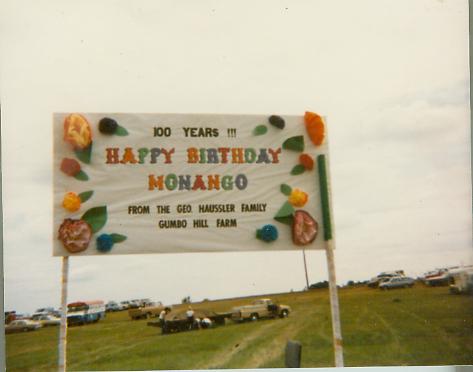 100 YEARS !!!
HAPPY BIRTHDAY
MONANGO
FROM THE GEO. HAUSSLER FAMILY
GUMBO HILL FARM